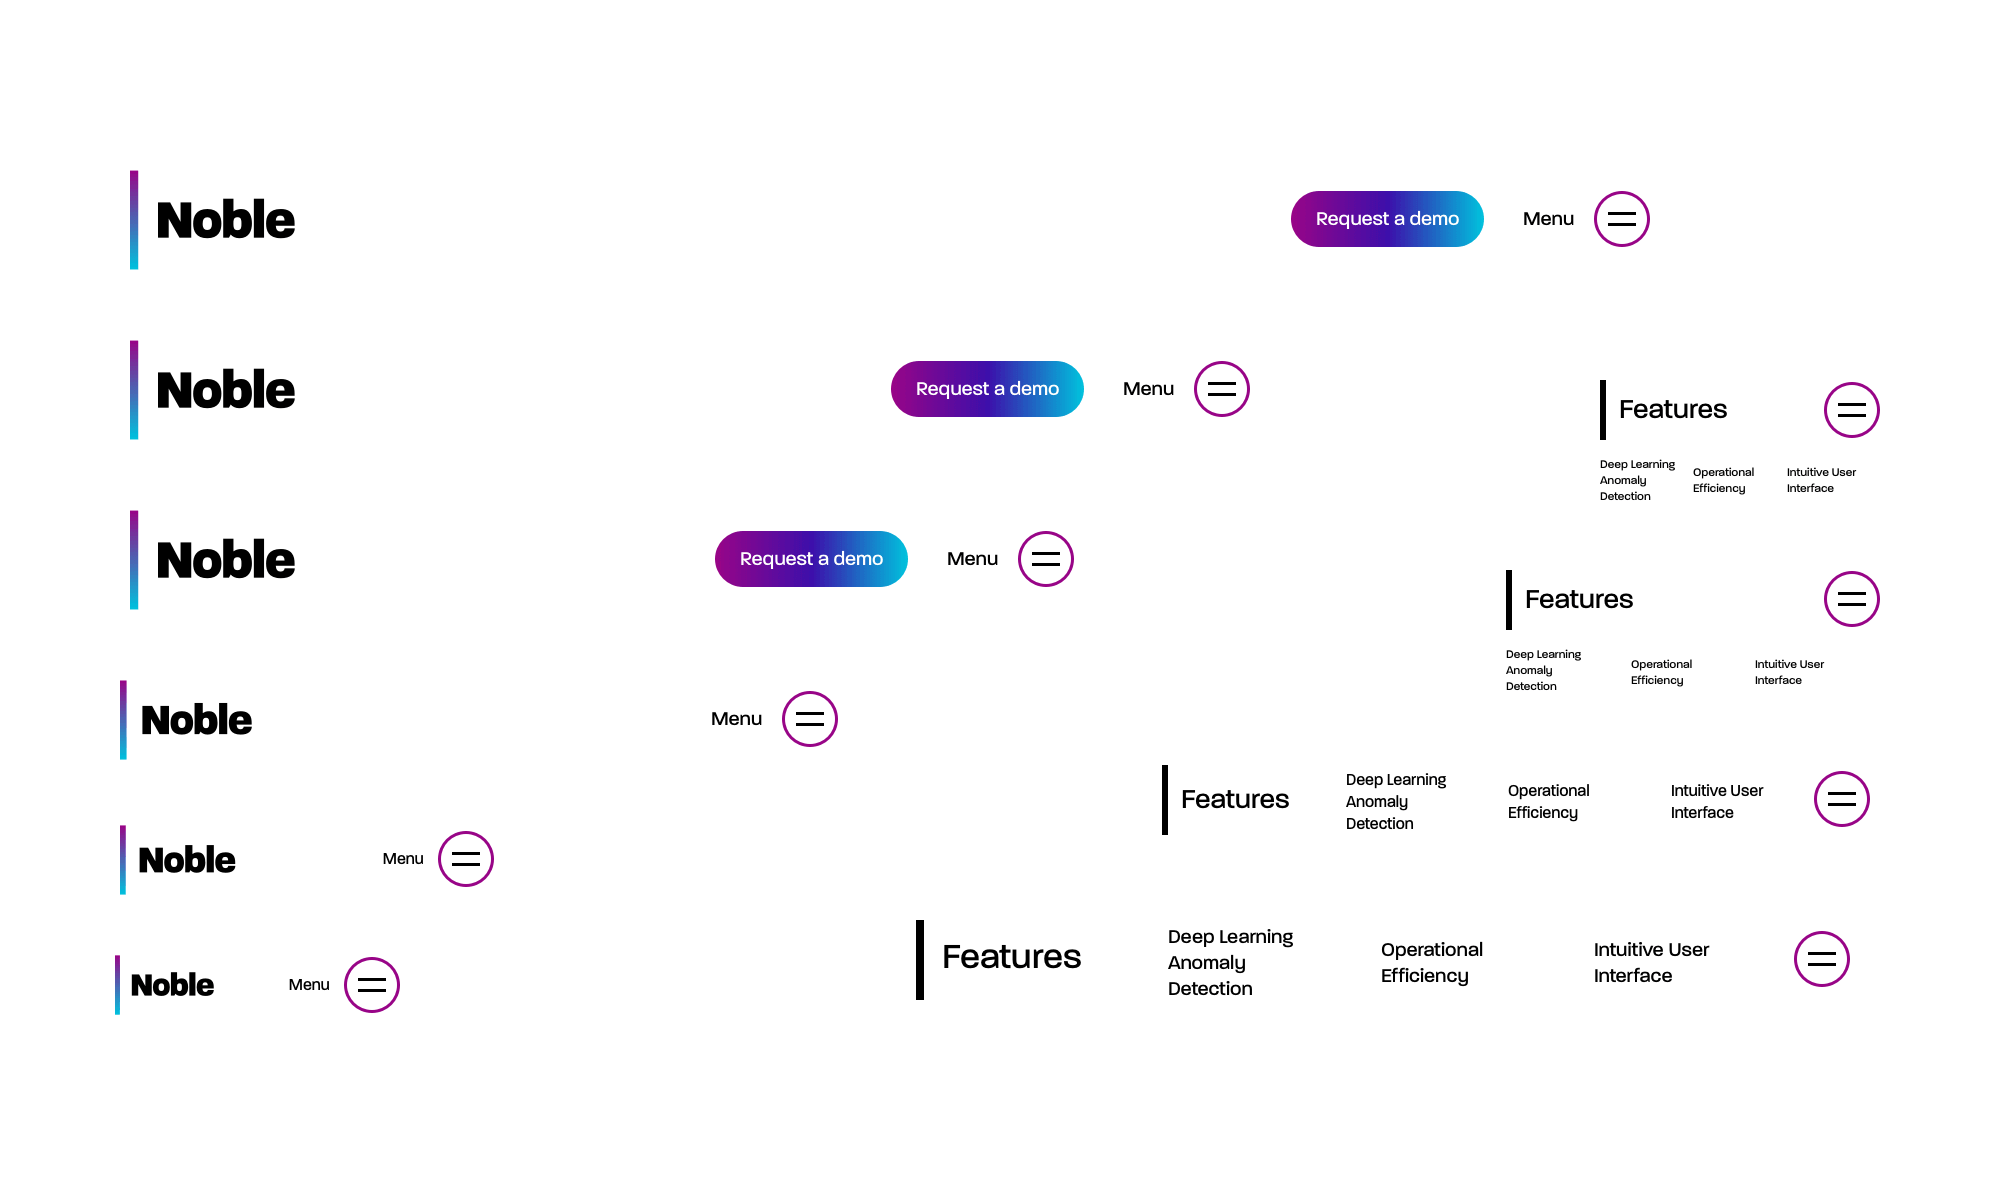 Noble
Request a demo
Menu
Noble
Request a demo
Menu
Features
Deep Learning
Anomaly
Detection
Operational
Efficiency
Intuitive User
Interface
Noble
Request a demo
Menu
Features
Deep Learning
Anomaly
Detection
Operational
Efficiency
Intuitive User
Interface
Noble
Menu
Features
Deep Learning
Anomaly
Detection
Operational
Efficiency
Intuitive User
Interface
Noble
Menu
Features
Deep Learning
Anomaly
Detection
Operational
Efficiency
Intuitive User
Interface
Noble
Menu